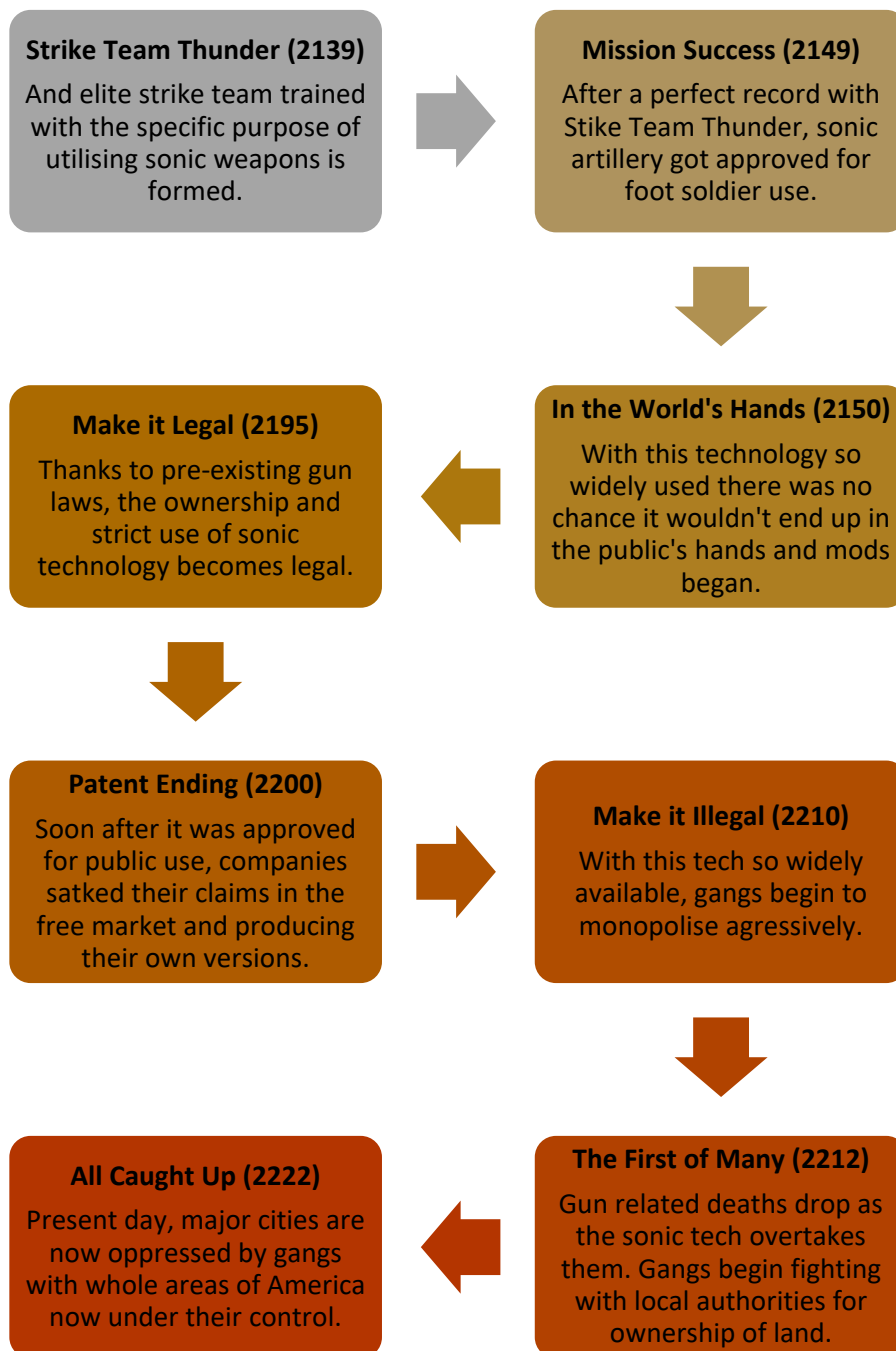 Strike Team Thunder (2139)
And elite strike team trained
with the specific purpose of
utilising sonic weapons is
formed.
Mission Success (2149)
After a perfect record with
Stike Team Thunder, sonic
artillery got approved for
foot soldier use.
In the World's Hands (2150)
With this technology so
widely used there was no
chance it wouldn't end up in
the public's hands and mods
began.
Make it Legal (2195)
Thanks to pre-existing gun
laws, the ownership and
strict use of sonic
technology becomes legal.
Patent Ending (2200)
Soon after it was approved
for public use, companies
satked their claims in the
free market and producing
their own versions.
Make it Illegal (2210)
With this tech so widely
available, gangs begin to
monopolise agressively.
The First of Many (2212)
Gun related deaths drop as
the sonic tech overtakes
them. Gangs begin fighting
with local authorities for
ownership of land.
All Caught Up (2222)
Present day, major cities are
now oppressed by gangs
with whole areas of America
now under their control.